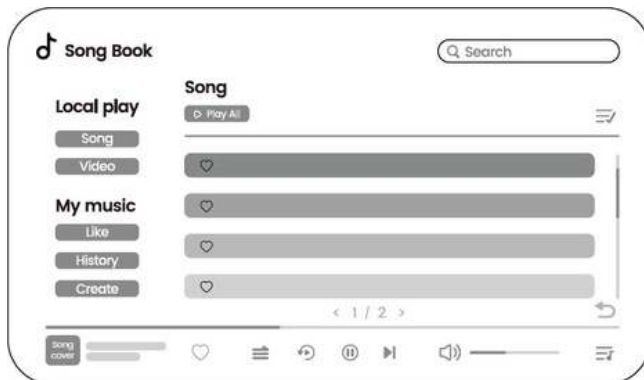 Song Book
Search
Local play
Song
Video
My music
Like
History
Create
Song
Play All
< 1 / 2 >
Song
cover